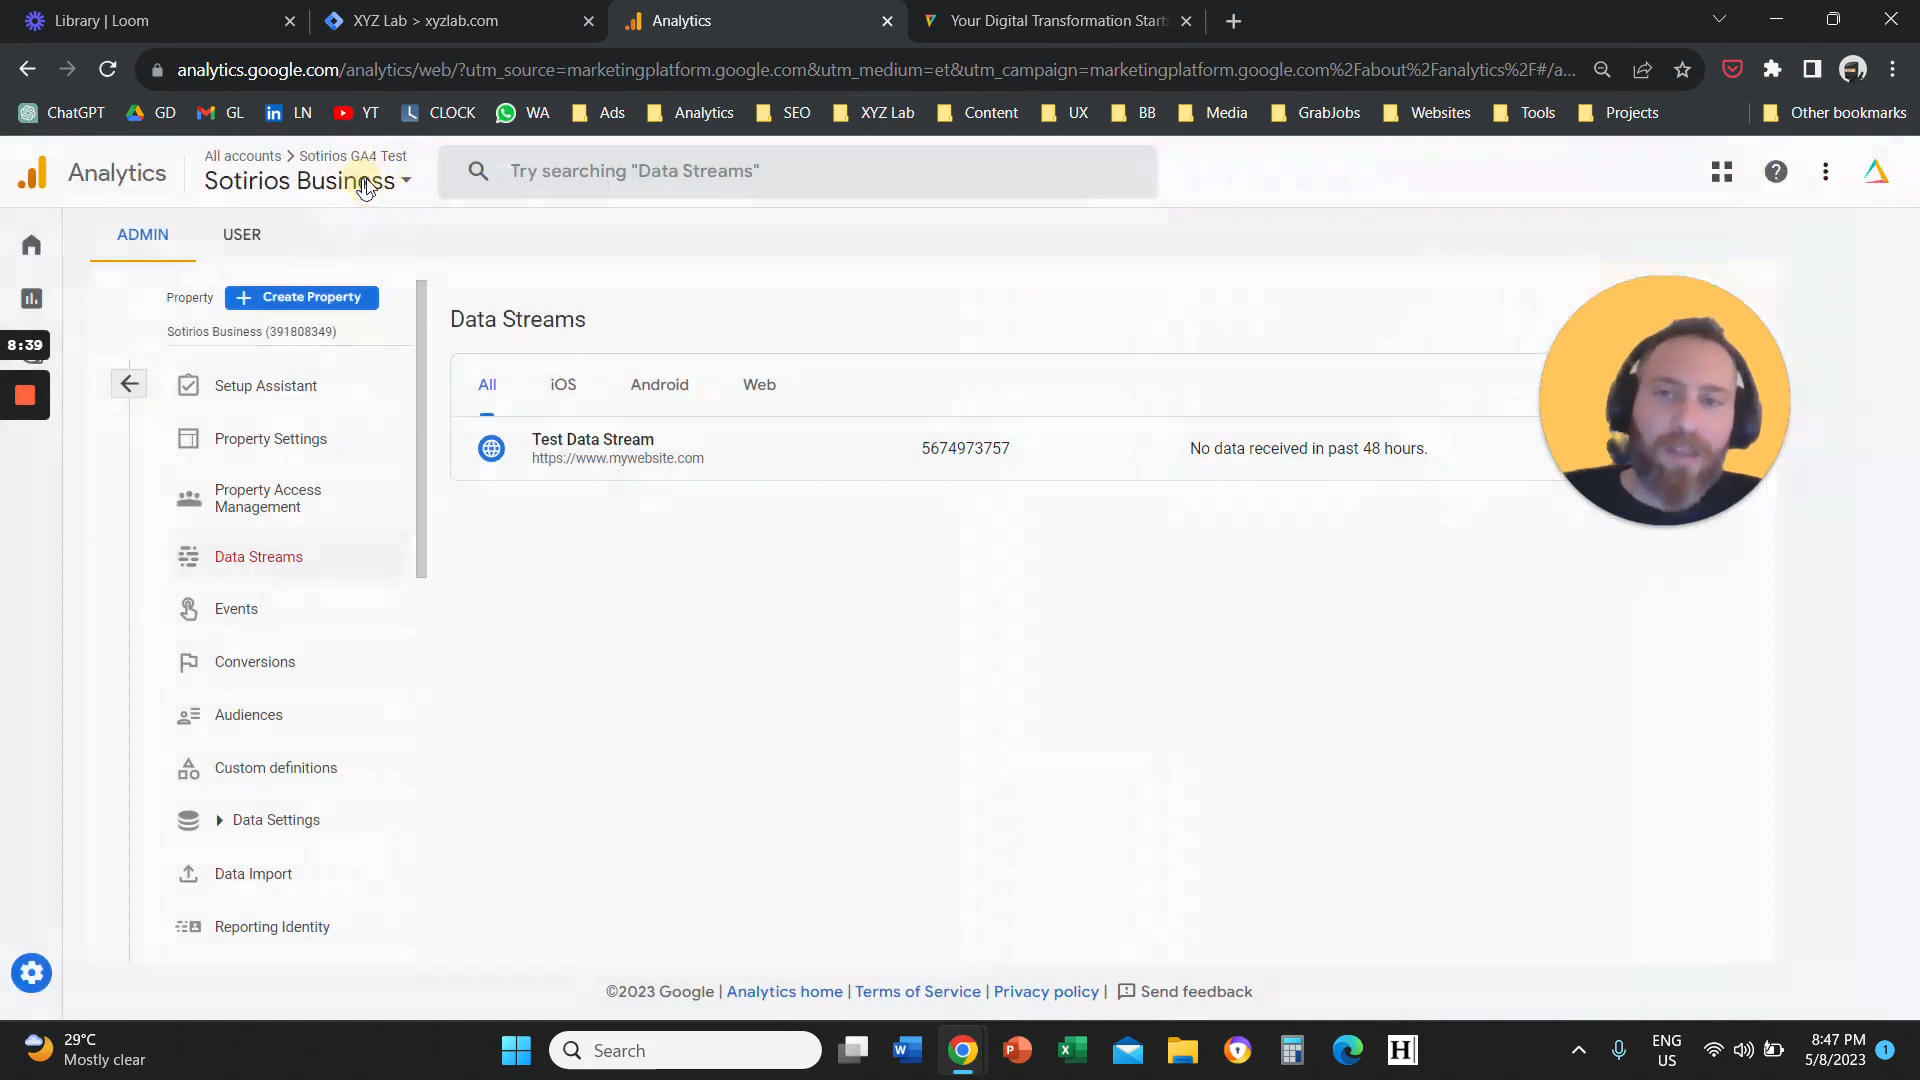 Library | Loom
XYZ Lab > xyzlab.com
Analytics
Your Digital Transformation Start
analytics.google.com/analytics/web/?utm_source=marketingplatform.google.com&utm_medium=et&utm_campaign=marketingplatform.google.com%2Fabout%2Fanalytics%2F#/a...
ChatGPT
GD
GL
LN
YT
CLOCK
WA
Ads
Analytics
SEO
XYZ Lab
Content
UX
BB
Media
GrabJobs
Websites
Tools
Projects
Other bookmarks
Analytics
All accounts > Sotirios GA4 Test
Sotirios Business
Try searching "Data Streams"
ADMIN
USER
Property
Create Property
Sotirios Business (391808349)
8:39
Setup Assistant
Property Settings
Property Access
Management
Data Streams
Events
Conversions
Audiences
Custom definitions
Data Settings
Data Import
Reporting Identity
Data Streams
All
iOS
Android
Web
Test Data Stream
https://www.mywebsite.com
5674973757
No data received in past 48 hours.
©2023 Google | Analytics home | Terms of Service | Privacy policy | Send feedback
29°C
Mostly clear
Search
ENG
US
8:47 PM
5/8/2023
1